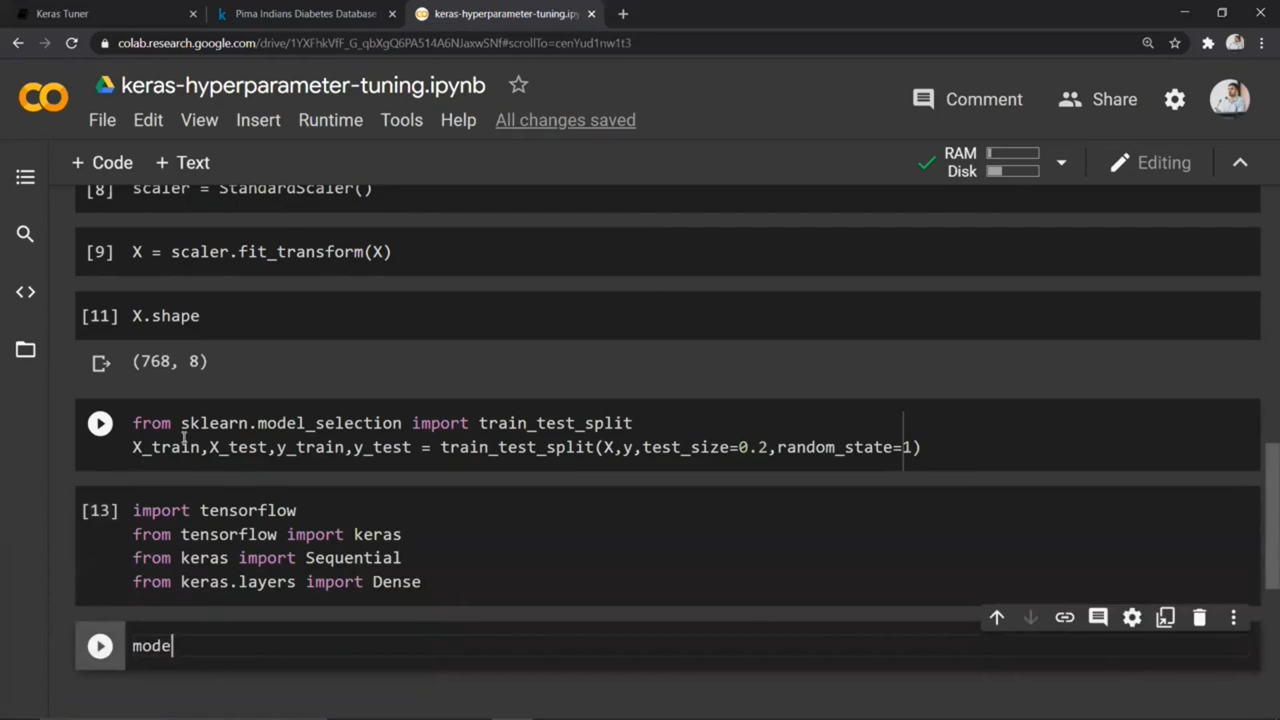 Keras Tuner
Pima Indians Diabetes Database
keras-hyperparameter-tuning.ipyn
colab.research.google.com/drive/1YXFhkVfF_G_qbXgQ6PA514A6NJaxwSNf#scrollTo=cenYud1nw1t3
keras-hyperparameter-tuning.ipynb
Comment
Share
File Edit View Insert Runtime Tools Help All changes saved
+ Code + Text
RAM
Disk
Editing
[8] scaler = StandardScaler()
[9] X = scaler.fit_transform(X)
[11] X.shape
(768, 8)
from sklearn.model_selection import train_test_split
X_train,X_test,y_train,y_test = train_test_split(X,y,test_size=0.2,random_state=1)
[13] import tensorflow
from tensorflow import keras
from keras import Sequential
from keras.layers import Dense
mode